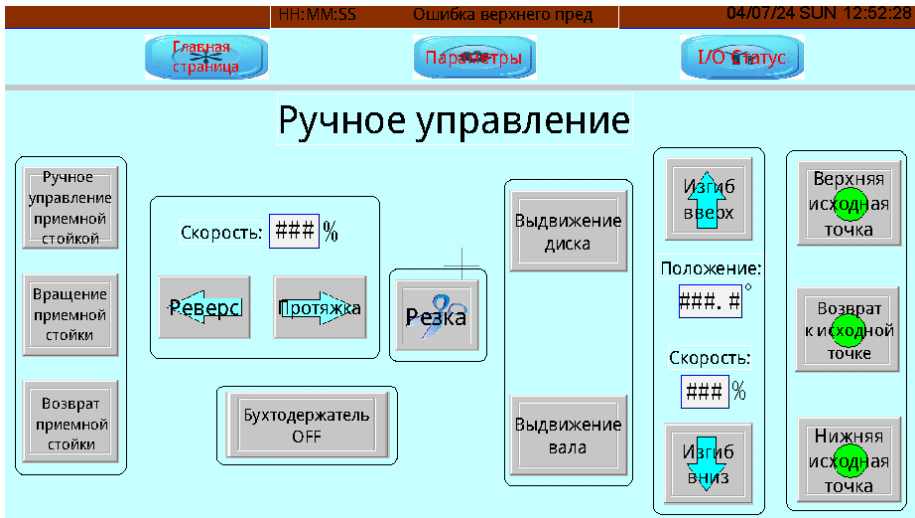 HH:MM:SS Ошибка верхнего пред 04/07/24 SUN 12:52:28
Главная
страница
Параметры
I/O Статус
Ручное управление
Ручное
управление
приемной
стойкой
Вращение
приемной
стойки
Возврат
приемной
стойки
Скорость: ### %
Реверс
Протяжка
Резка
Бухтодержатель
OFF
Выдвижение
диска
Выдвижение
вала
Изгиб
вверх
Положение:
###. # °
Скорость:
### %
Изгиб
вниз
Верхняя
исходная
точка
Возврат
к исходной
точке
Нижняя
исходная
точка